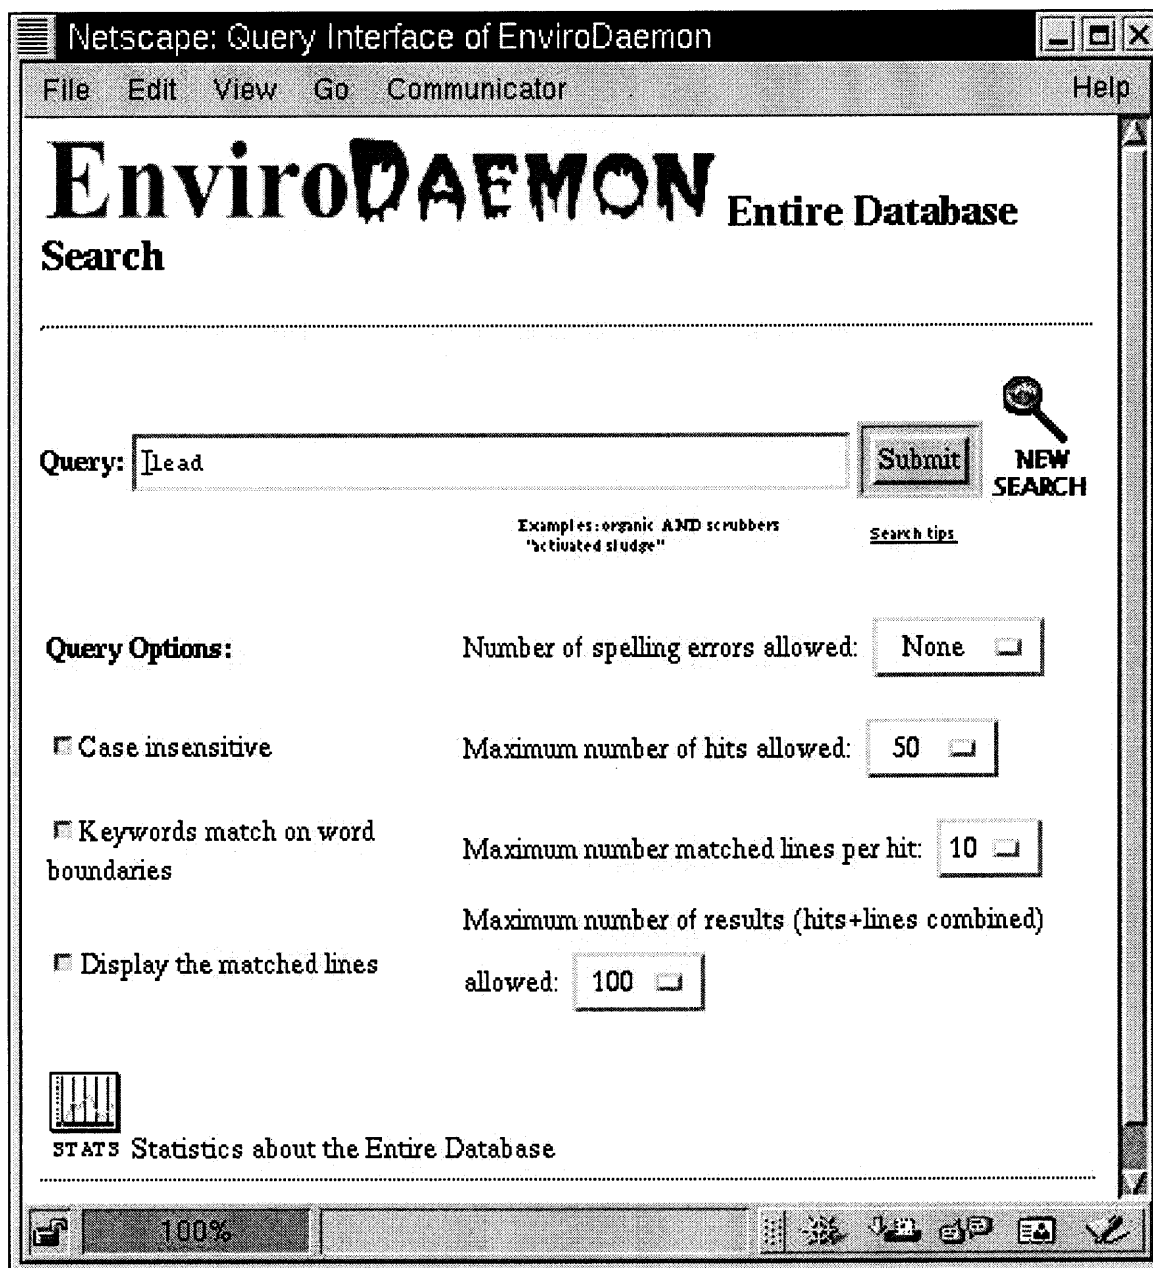 Netscape: Query Interface of EnviroDaemon
File Edit View Go Communicator Help
EnviroDAEMON Entire Database
Search
Query: lead Submit NEW SEARCH
Examples: organic AND scrubbers
"activated sludge"
Search tips
Query Options: Number of spelling errors allowed: None
Case insensitive Maximum number of hits allowed: 50
Keywords match on word
boundaries
Maximum number matched lines per hit: 10
Maximum number of results (hits+lines combined)
Display the matched lines
allowed: 100
STATS Statistics about the Entire Database
100%